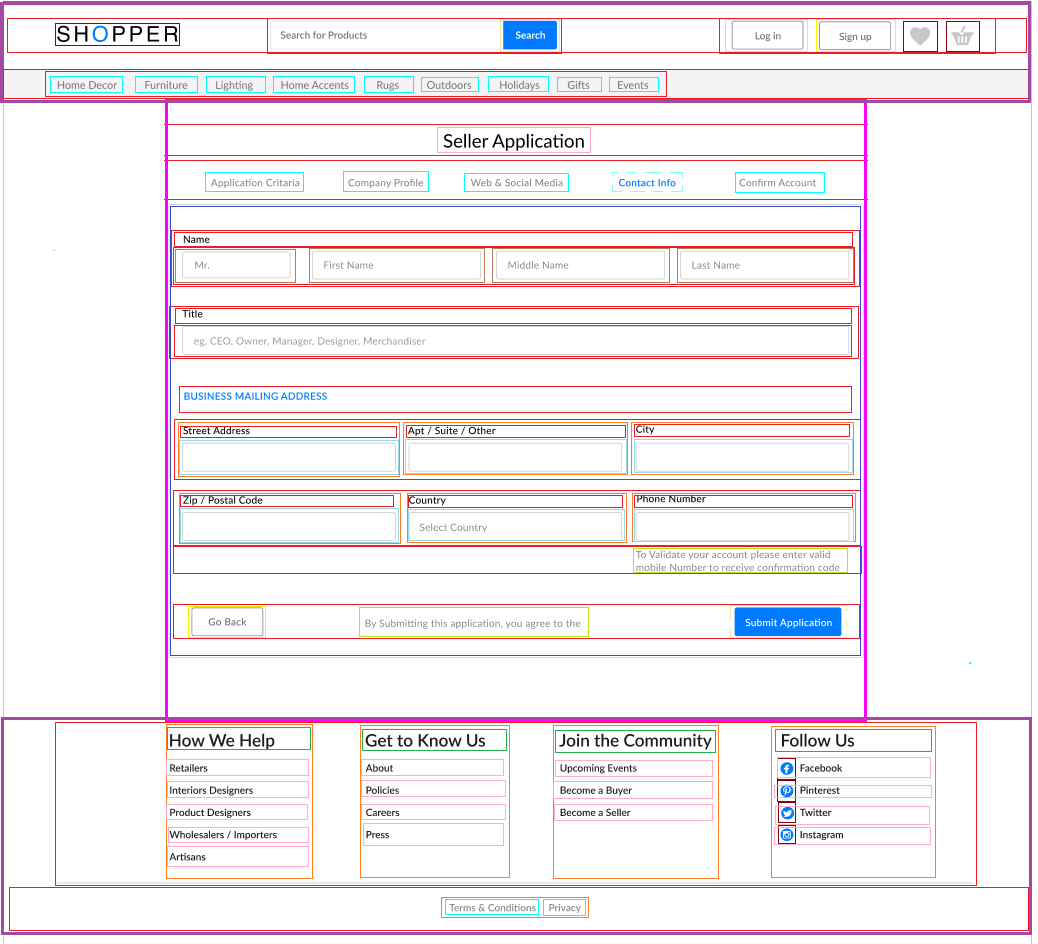 SHOPPER
Search for Products
Search
Log in
Sign up
Home Decor
Furniture
Lighting
Home Accents
Rugs
Outdoors
Holidays
Gifts
Events
Seller Application
Application Critaria
Company Profile
Web & Social Media
Contact Info
Confirm Account
Name
Mr.
First Name
Middle Name
Last Name
Title
eg. CEO, Owner, Manager, Designer, Merchandiser
BUSINESS MAILING ADDRESS
Street Address
Apt / Suite / Other
City
Zip / Postal Code
Country
Phone Number
Select Country
To Validate your account please enter valid
mobile Number to receive confirmation code
Go Back
By Submitting this application, you agree to the
Submit Application
How We Help
Retailers
Interiors Designers
Product Designers
Wholesalers / Importers
Artisans
Get to Know Us
About
Policies
Careers
Press
Join the Community
Upcoming Events
Become a Buyer
Become a Seller
Follow Us
Facebook
Pinterest
Twitter
Instagram
Terms & Conditions
Privacy